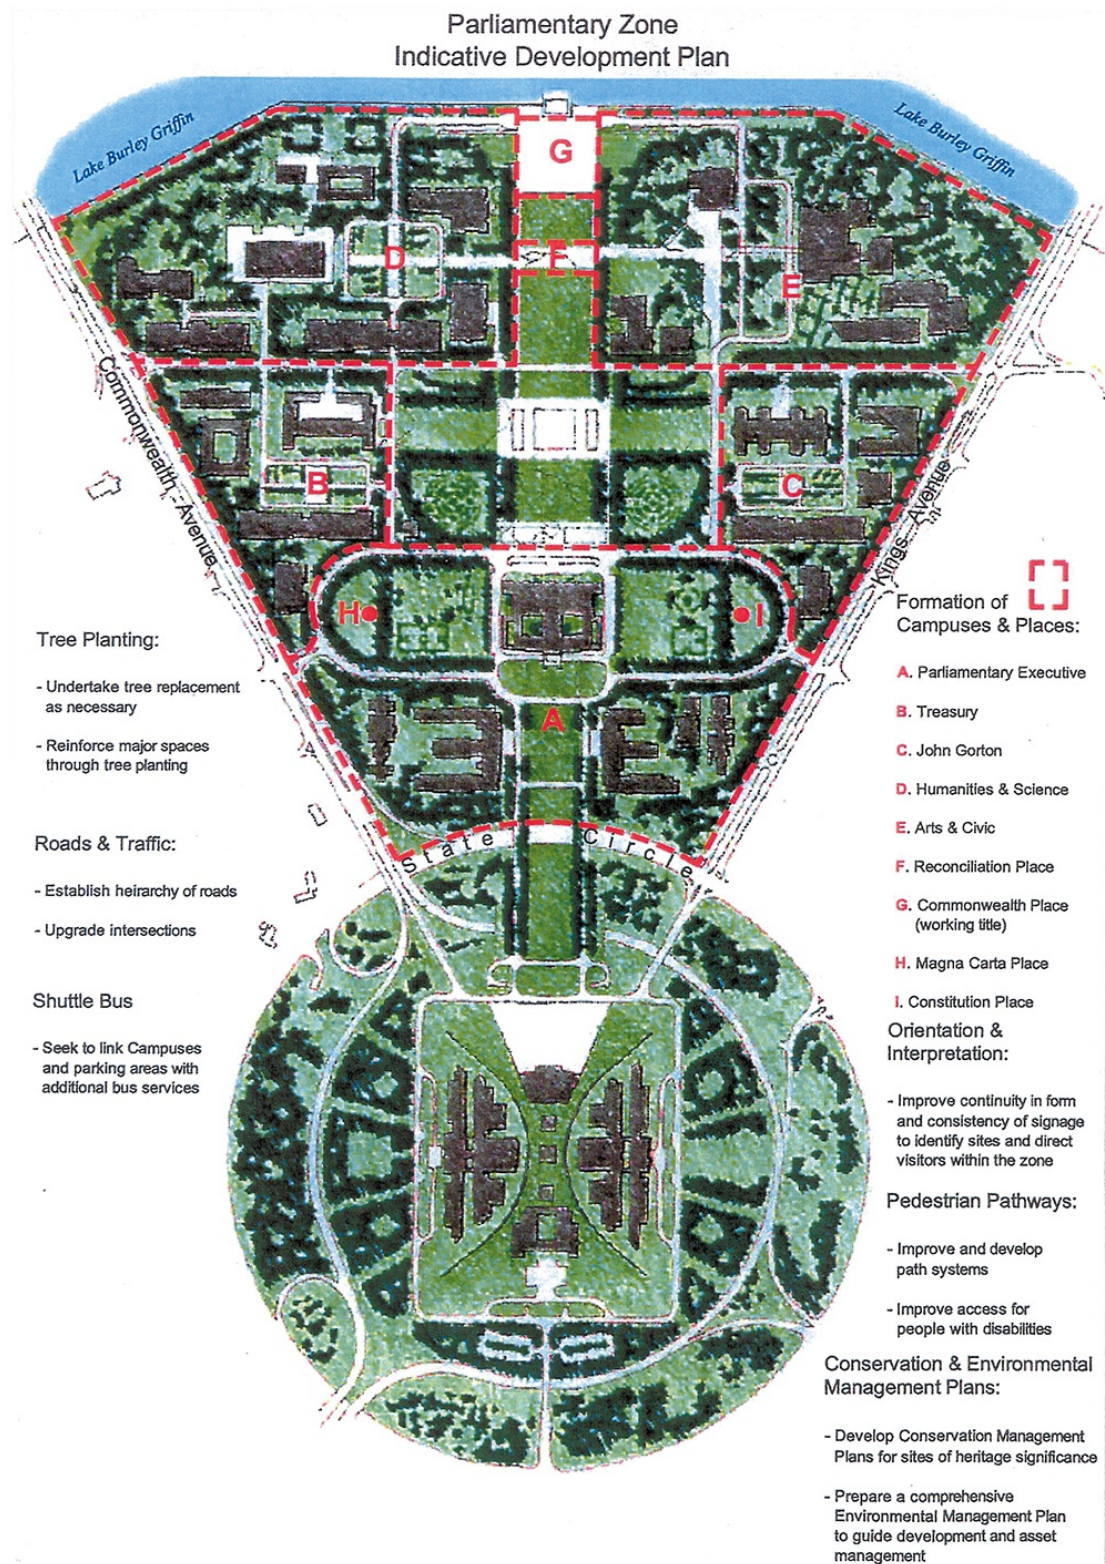 Parliamentary Zone
Indicative Development Plan
Lake Burley Griffin
Lake Burley Griffin
G
D
F
E
Commonwealth Avenue
B
C
Kings Avenue
H
I
A
State Circle
Tree Planting:
- Undertake tree replacement
as necessary
- Reinforce major spaces
through tree planting
Roads & Traffic:
- Establish heirarchy of roads
- Upgrade intersections
Shuttle Bus
- Seek to link Campuses
and parking areas with
additional bus services
Formation of
Campuses & Places:
A. Parliamentary Executive
B. Treasury
C. John Gorton
D. Humanities & Science
E. Arts & Civic
F. Reconciliation Place
G. Commonwealth Place
(working title)
H. Magna Carta Place
I. Constitution Place
Orientation &
Interpretation:
- Improve continuity in form
and consistency of signage
to identify sites and direct
visitors within the zone
Pedestrian Pathways:
- Improve and develop
path systems
- Improve access for
people with disabilities
Conservation & Environmental
Management Plans:
- Develop Conservation Management
Plans for sites of heritage significance
- Prepare a comprehensive
Environmental Management Plan
to guide development and asset
management